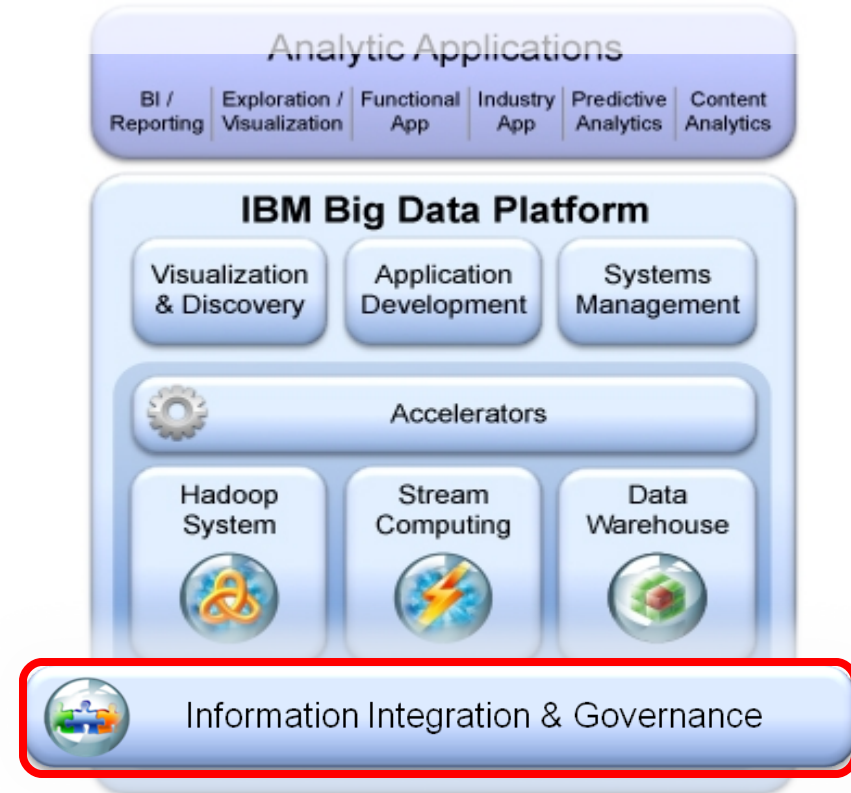 Analytic Applications
BI / Reporting
Exploration / Visualization
Functional App
Industry App
Predictive Analytics
Content Analytics
IBM Big Data Platform
Visualization & Discovery
Application Development
Systems Management
Accelerators
Hadoop System
Stream Computing
Data Warehouse
Information Integration & Governance